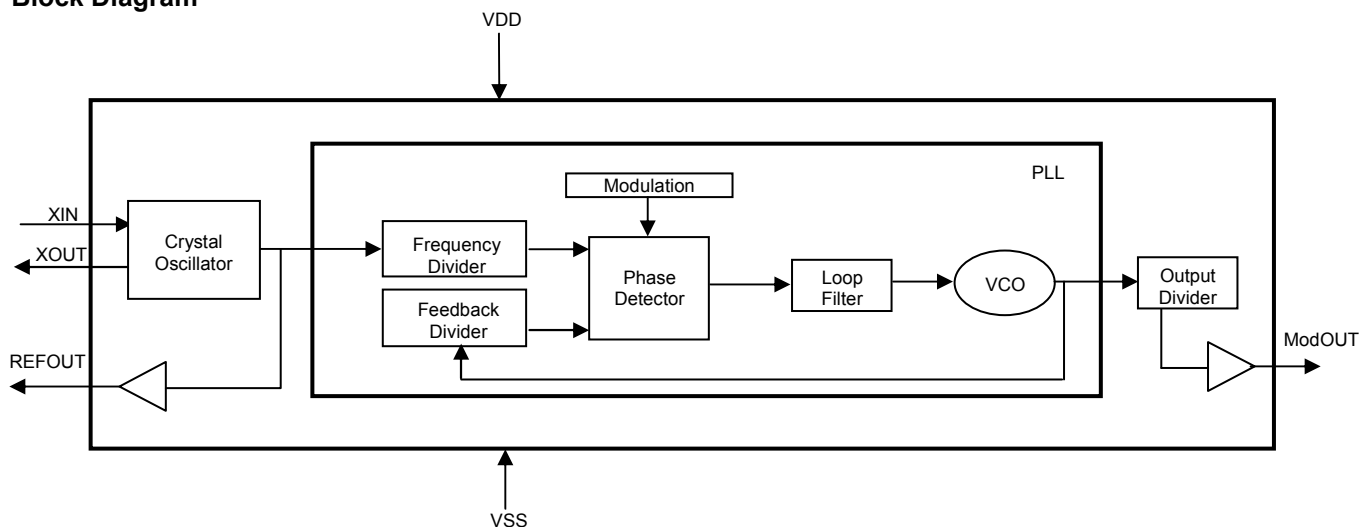 Block Diagram
VDD
PLL
Modulation
XIN
XOUT
Crystal
Oscillator
Frequency
Divider
Phase
Detector
Loop
Filter
VCO
Output
Divider
Feedback
Divider
REFOUT
ModOUT
VSS